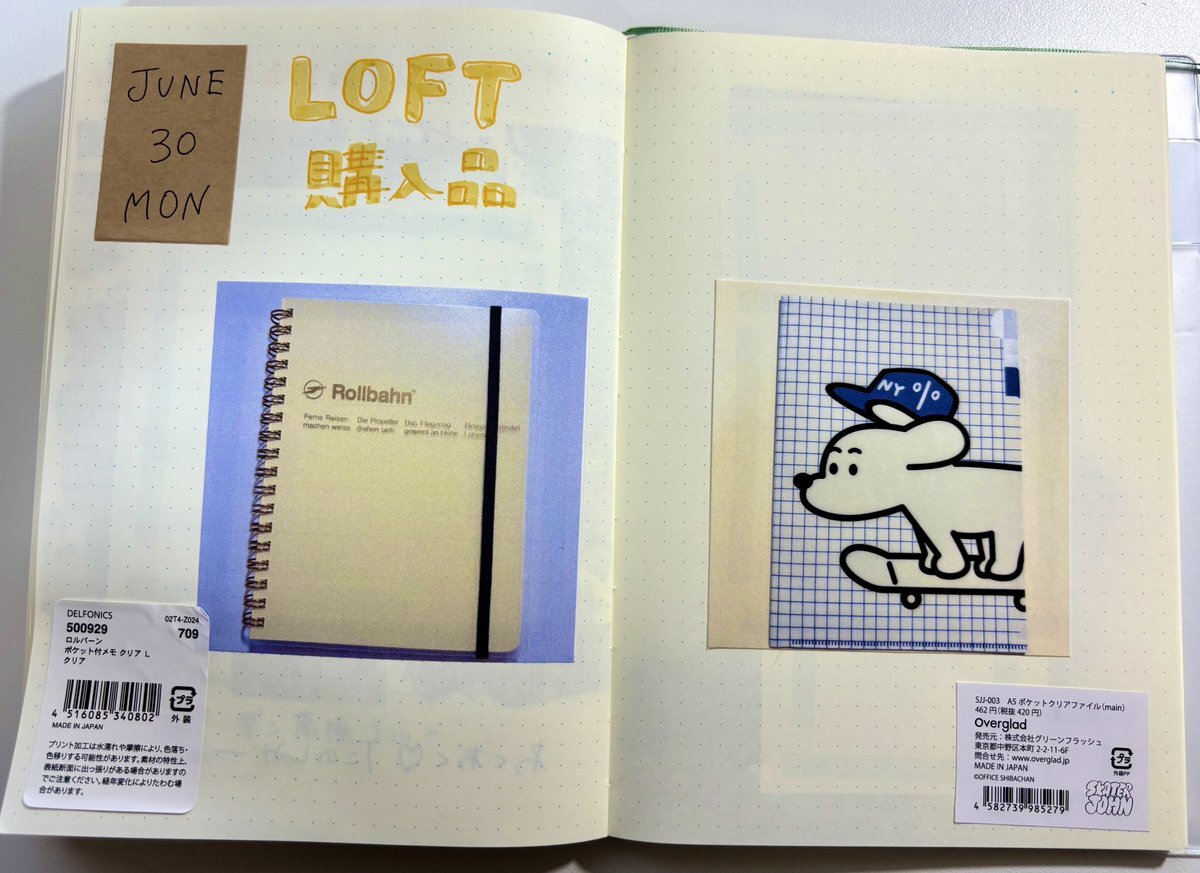 JUNE
30
MON
LOFT
購入品
Rollbahn
Ferne Reisen
machen weise.
Die Propeller
drehen sich.
Das Flugzeug
gewinnt an Höhe
DELFONICS
500929
02T4-Z024
709
ロルバーン
ポケット付メモ クリア L
クリア
4 516085 340802
プラ
外装
MADE IN JAPAN
プリント加工は水濡れや摩擦により、色落ち・
色移りする可能性があります。素材の特性上、
表紙断面に出っ張りがある場合がありますの
でご注意ください。経年変化によりたわむ場
合があります。
NY %
SJJ-003 A5 ポケットクリアファイル(main)
462円(税抜 420円)
Overglad
発売元:株式会社グリーンフラッシュ
東京都中野区本町 2-2-11-6F
問合せ先:www.overglad.jp
MADE IN JAPAN
©OFFICE SHIBACHAN
プラ
外袋PP
4 582739 985279
SKATER
JOHN